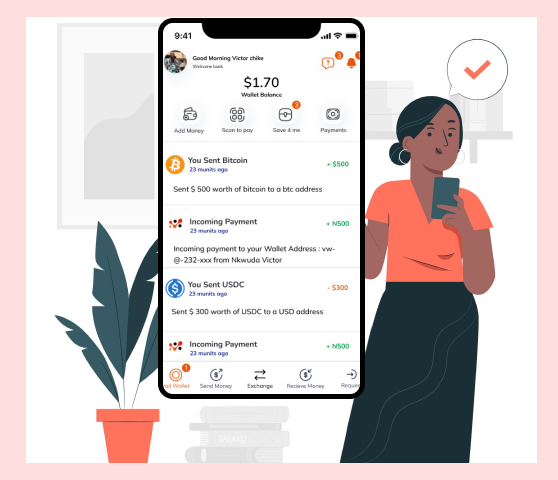 9:41
Good Morning Victor chike
Welcome back
3
1
$1.70
Wallet Balance
3
Add Money
Scan to pay
Save 4 me
Payments
You Sent Bitcoin
+ $500
23 munits ago
Sent $ 500 worth of bitcoin to a btc address
Incoming Payment
+ N500
23 munits ago
Incoming payment to your Wallet Address : vw-
@-232-xxx from Nkwuda Victor
You Sent USDC
- $300
23 munits ago
Sent $ 300 worth of USDC to a USD address
Incoming Payment
+ N500
23 munits ago
1
Wallet
Send Money
Exchange
Recieve Money